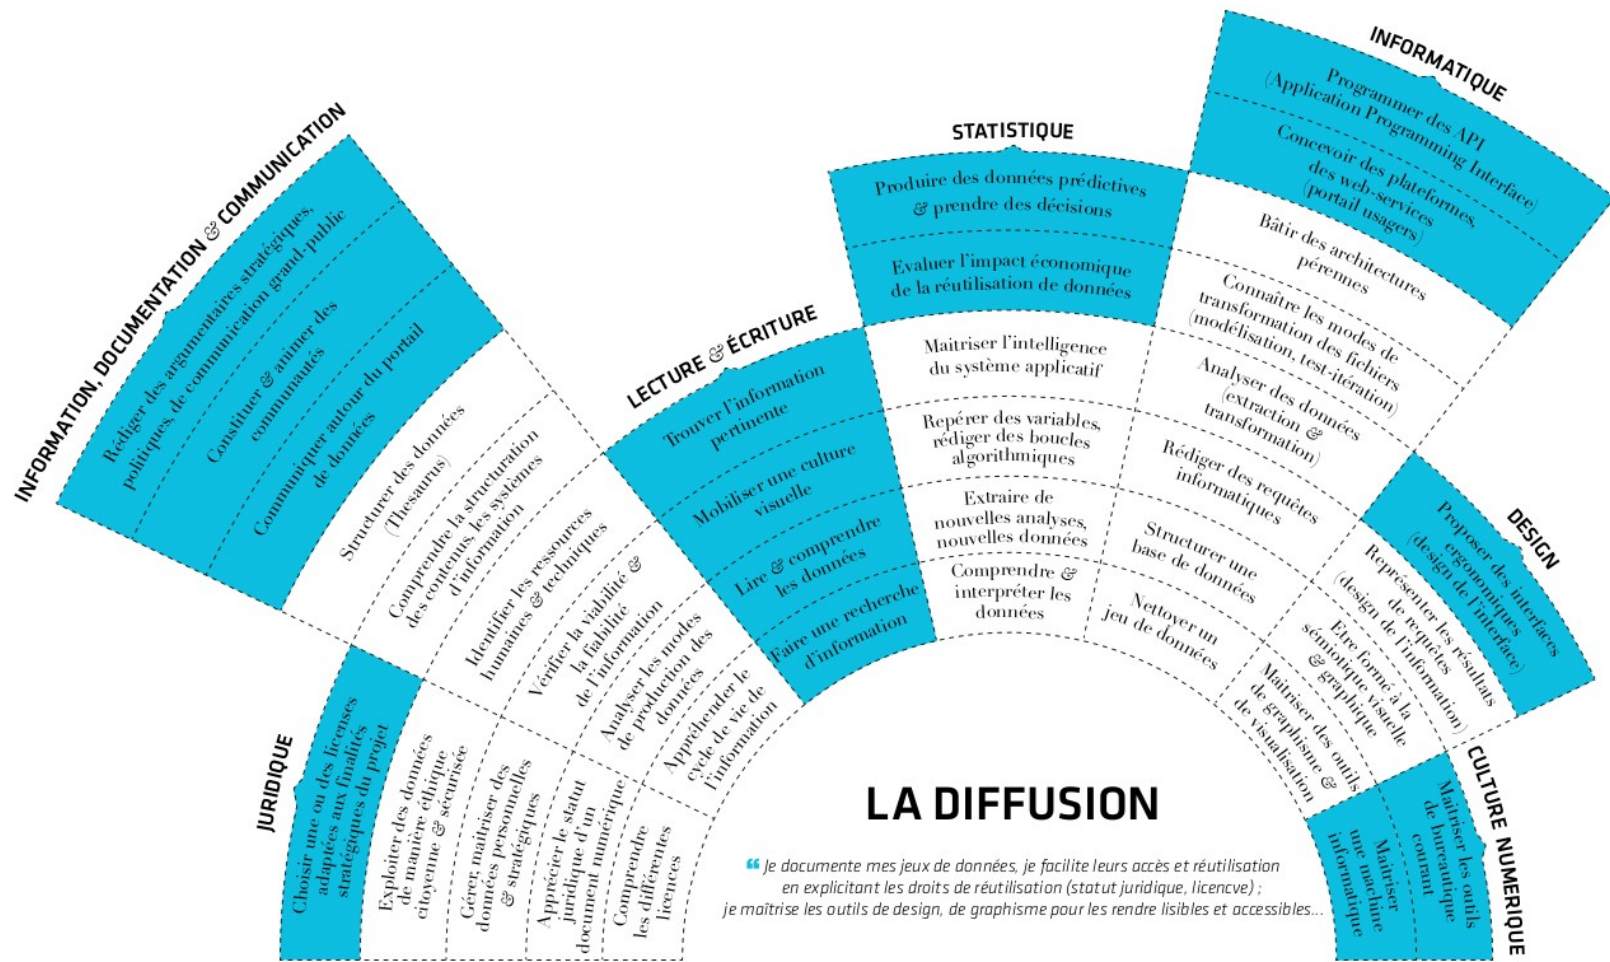 INFORMATION, DOCUMENTATION & COMMUNICATION
Rédiger des argumentaires stratégiques,
politiques, de communication grand-public
Constituer & animer des
communautés
Communiquer autour du portail
de données
Structurer des données
(Thesaurus)
Comprendre la structuration
des contenus, les systèmes
d'information
Identifier les ressources
humaines & techniques
Vérifier la viabilité &
la fiabilité
de l'information
Analyser les modes
de production des
données
Appréhender le
cycle de vie de
l'information
JURIDIQUE
Choisir une ou des licenses
adaptées aux finalités
stratégiques du projet
Exploiter des données
de manière éthique
citoyenne & sécurisée
Gérer, maitriser des
données personnelles
& stratégiques
Apprécier le statut
juridique d'un
document numérique
Comprendre
les différentes
licences
LECTURE & ÉCRITURE
Trouver l'information
pertinente
Mobiliser une culture
visuelle
Lire & comprendre
les données
Faire une recherche
d'information
STATISTIQUE
Produire des données prédictives
& prendre des décisions
Evaluer l'impact économique
de la réutilisation de données
Maitriser l'intelligence
du système applicatif
Repérer des variables,
rédiger des boucles
algorithmiques
Extraire de
nouvelles analyses,
nouvelles données
Comprendre &
interpréter les
données
INFORMATIQUE
Programmer des API
(Application Programming Interface)
Concevoir des plateformes,
des web-services
(portail usagers)
Bâtir des architectures
pérennes
Connaître les modes de
transformation des fichiers
(modélisation, test-itération)
Analyser des données
(extraction &
transformation)
Rédiger des requêtes
informatiques
Structurer une
base de données
Nettoyer un
jeu de données
DESIGN
Proposer des interfaces
ergonomiques
(design de l'interface)
Représenter les résultats
de requêtes
(design de l'information)
Etre formé à la
sémiotique visuelle
& graphique
Maitriser des outils
de graphisme &
de visualisation
CULTURE NUMERIQUE
Maitriser les outils
de bureautique
courant
Maitriser
une machine
informatique
LA DIFFUSION
“ Je documente mes jeux de données, je facilite leurs accès et réutilisation
en explicitant les droits de réutilisation (statut juridique, licencve) ;
je maîtrise les outils de design, de graphisme pour les rendre lisibles et accessibles...